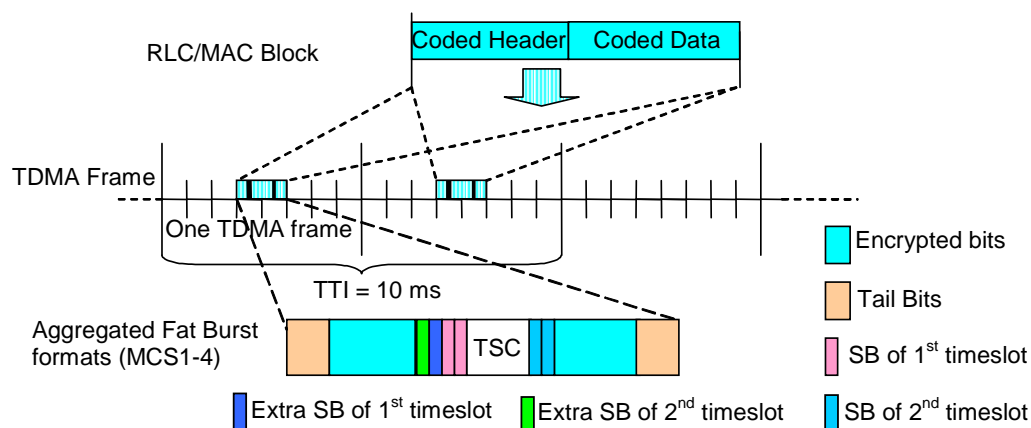 Coded Header Coded Data
RLC/MAC Block
TDMA Frame
One TDMA frame
TTI = 10 ms
Encrypted bits
Tail Bits
Aggregated Fat Burst
formats (MCS1-4)
TSC
SB of 1st timeslot
Extra SB of 1st timeslot Extra SB of 2nd timeslot SB of 2nd timeslot